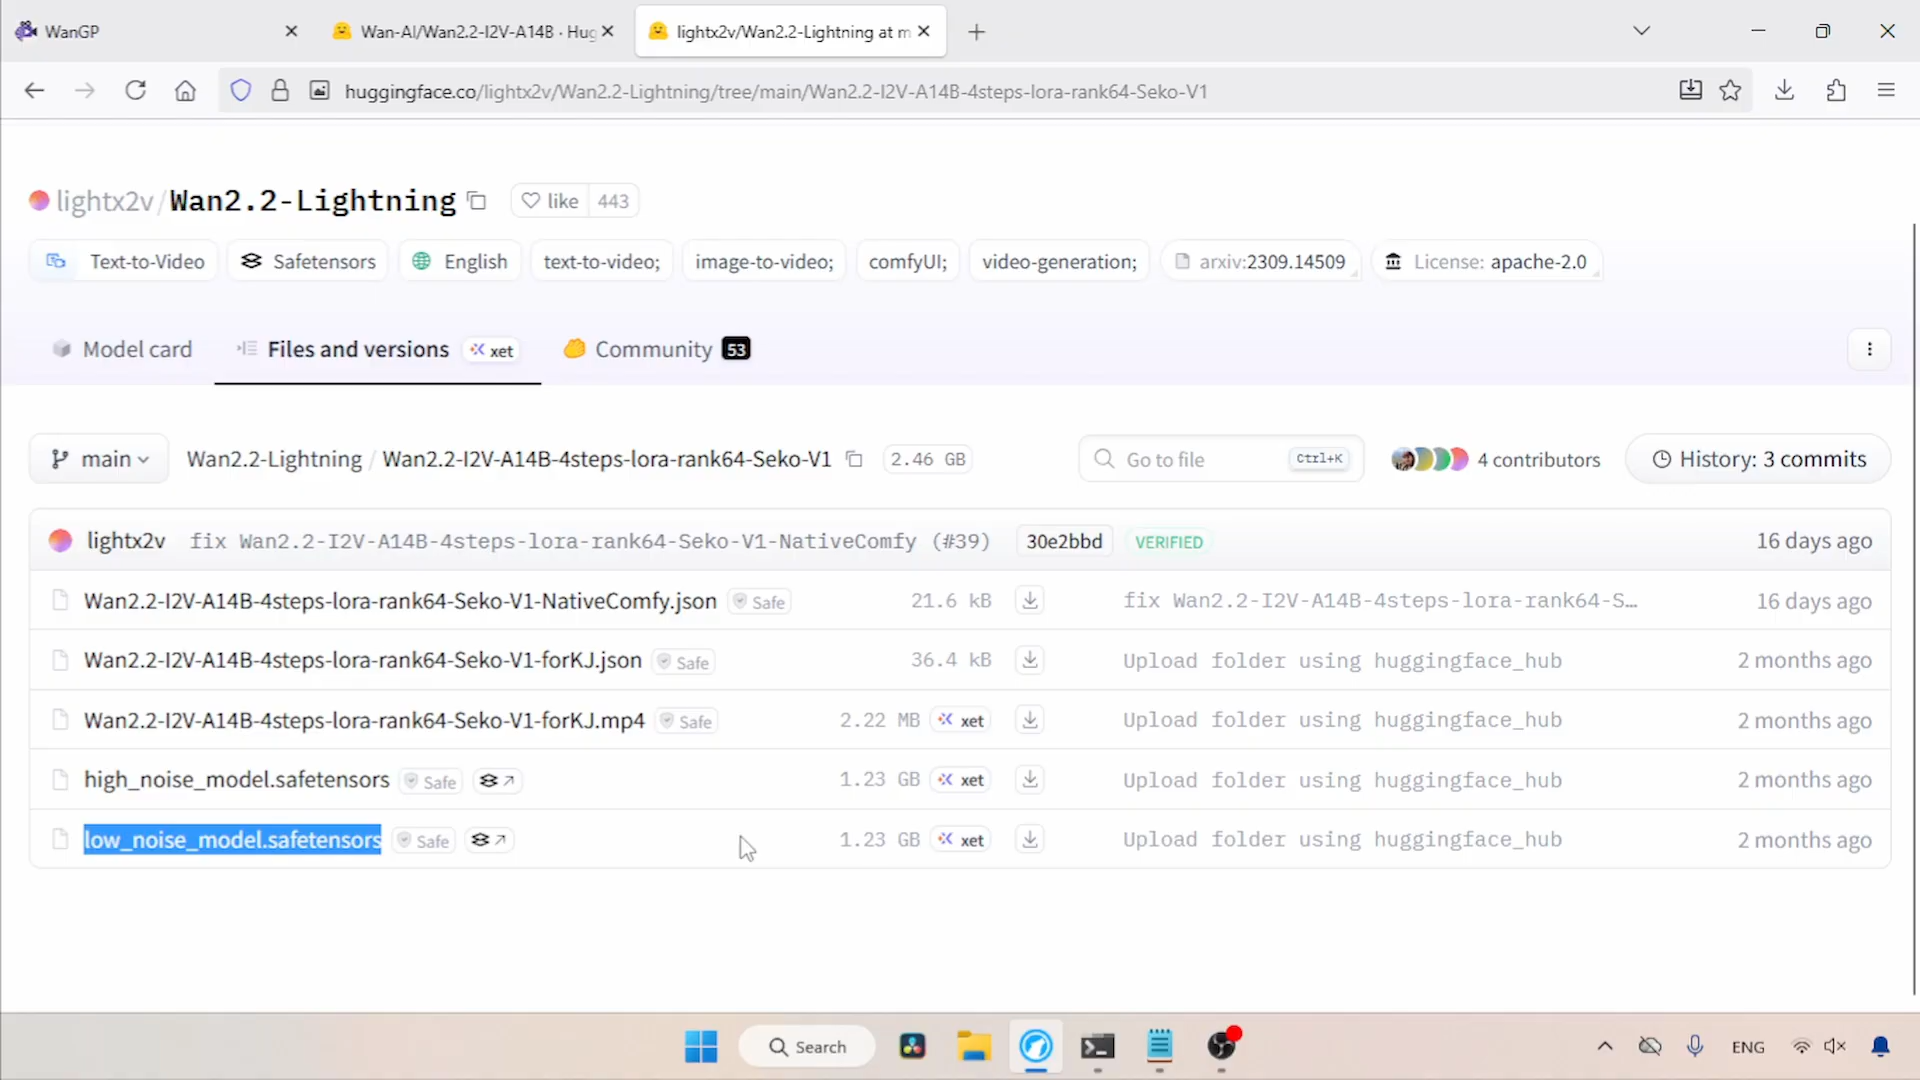 WanGP
Wan-AI/Wan2.2-I2V-A14B · Hug
lightx2v/Wan2.2-Lightning at m
huggingface.co/lightx2v/Wan2.2-Lightning/tree/main/Wan2.2-I2V-A14B-4steps-lora-rank64-Seko-V1
lightx2v/Wan2.2-Lightning like 443
Text-to-Video Safetensors English text-to-video; image-to-video; comfyUI; video-generation; arxiv:2309.14509 License: apache-2.0
Model card Files and versions xet Community 53
main Wan2.2-Lightning / Wan2.2-I2V-A14B-4steps-lora-rank64-Seko-V1 2.46 GB Go to file Ctrl+K 4 contributors History: 3 commits
lightx2v fix Wan2.2-I2V-A14B-4steps-lora-rank64-Seko-V1-NativeComfy (#39) 30e2bbd VERIFIED 16 days ago
Wan2.2-I2V-A14B-4steps-lora-rank64-Seko-V1-NativeComfy.json Safe 21.6 kB fix Wan2.2-I2V-A14B-4steps-lora-rank64-S… 16 days ago
Wan2.2-I2V-A14B-4steps-lora-rank64-Seko-V1-forKJ.json Safe 36.4 kB Upload folder using huggingface_hub 2 months ago
Wan2.2-I2V-A14B-4steps-lora-rank64-Seko-V1-forKJ.mp4 Safe 2.22 MB xet Upload folder using huggingface_hub 2 months ago
high_noise_model.safetensors Safe 1.23 GB xet Upload folder using huggingface_hub 2 months ago
low_noise_model.safetensors Safe 1.23 GB xet Upload folder using huggingface_hub 2 months ago
Search ENG